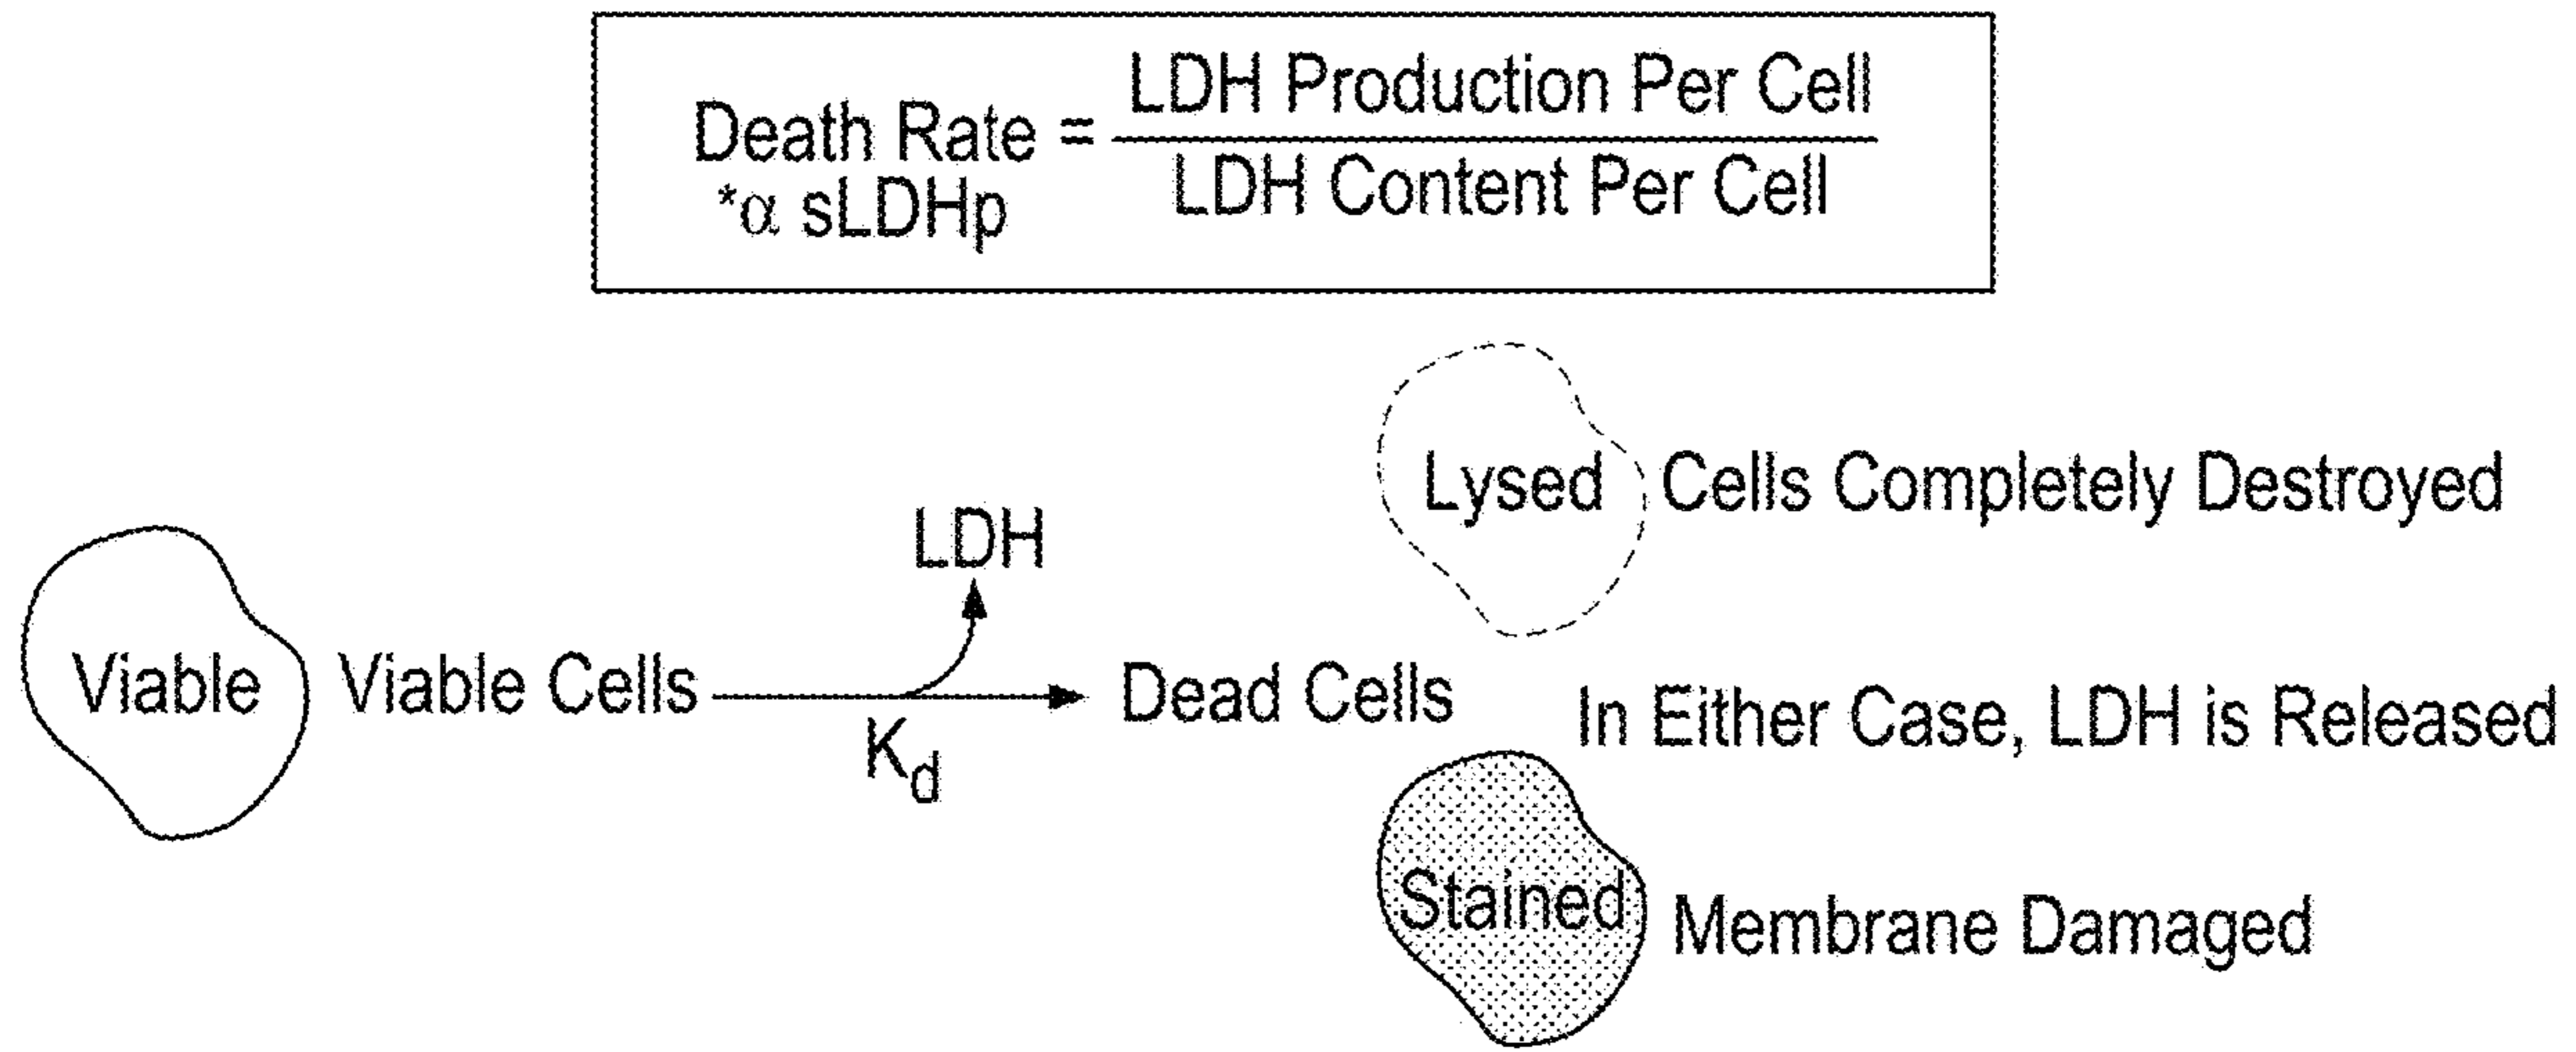 Death Rate = LDH Production Per Cell
LDH Content Per Cell
*α sLDHp
Lysed Cells Completely Destroyed
LDH
Viable Viable Cells
Dead Cells
In Either Case, LDH is Released
Kd
Stained Membrane Damaged